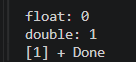 float: 0
double: 1
[1] + Done